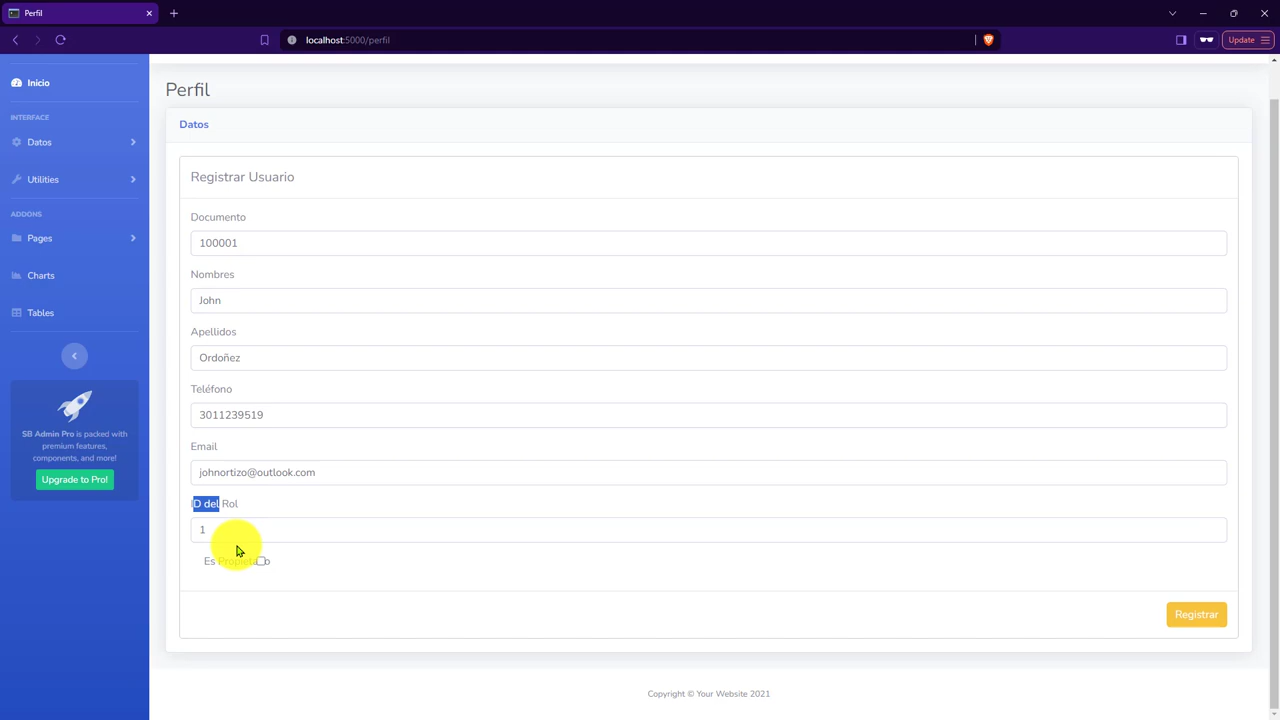 Perfil
localhost:5000/perfil
Update
Inicio
INTERFACE
Datos
Utilities
ADDONS
Pages
Charts
Tables
SB Admin Pro is packed with
premium features,
components, and more!
Upgrade to Pro!
Perfil
Datos
Registrar Usuario
Documento
100001
Nombres
John
Apellidos
Ordoñez
Teléfono
3011239519
Email
johnortizo@outlook.com
ID del Rol
1
Es Propietario
Registrar
Copyright © Your Website 2021